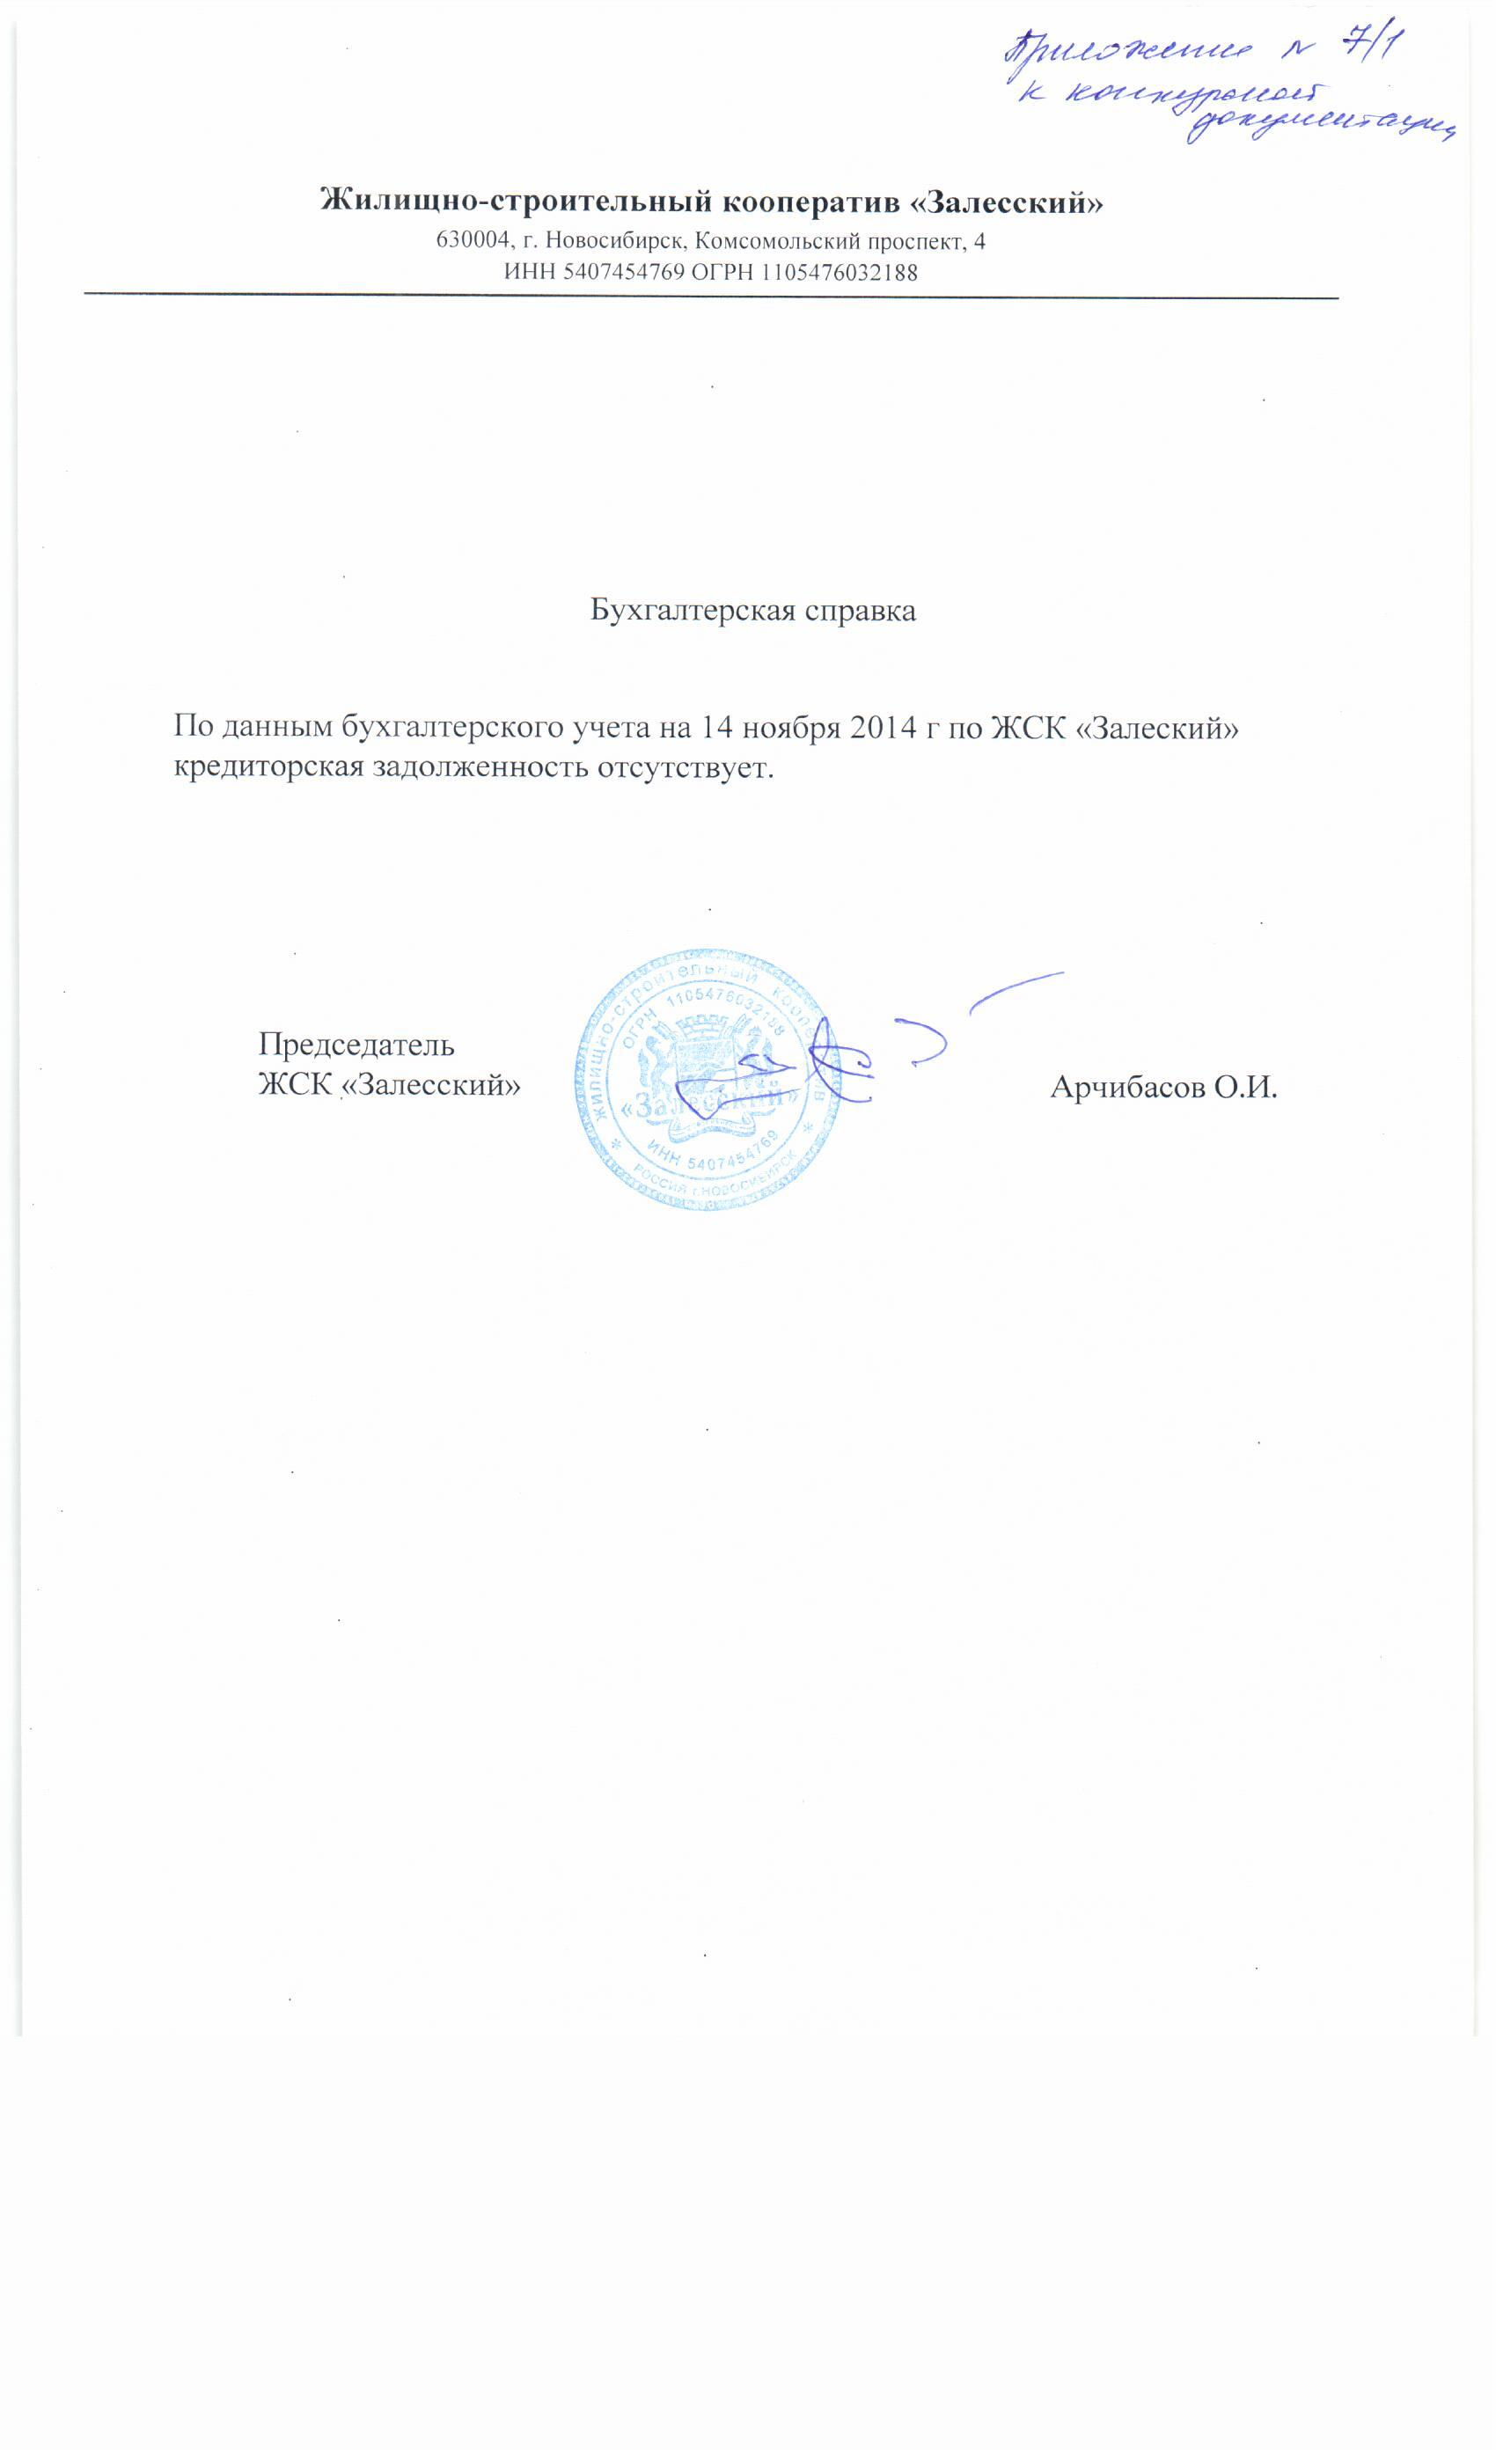 Приложение № 7/1
к конкурсной
документации
Жилищно-строительный кооператив «Залесский»
630004, г. Новосибирск, Комсомольский проспект, 4
ИНН 5407454769 ОГРН 1105476032188
Бухгалтерская справка
По данным бухгалтерского учета на 14 ноября 2014 г по ЖСК «Залеский»
кредиторская задолженность отсутствует.
Председатель
ЖСК «Залесский»
Арчибасов О.И.
Жилищно-строительный кооператив
ОГРН 1105476032188
«Залесский»
ИНН 5407454769
* РОССИЯ г.НОВОСИБИРСК *